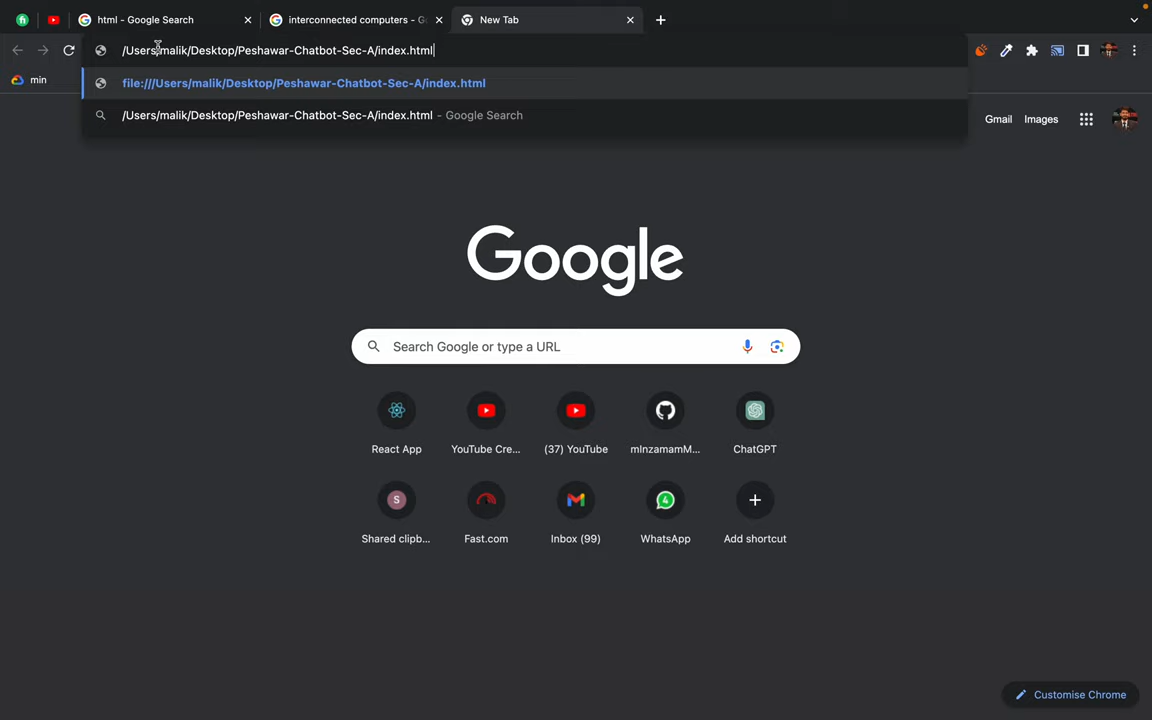 html - Google Search
interconnected computers - G
New Tab
/Users/malik/Desktop/Peshawar-Chatbot-Sec-A/index.html
min
file:///Users/malik/Desktop/Peshawar-Chatbot-Sec-A/index.html
/Users/malik/Desktop/Peshawar-Chatbot-Sec-A/index.html - Google Search
Gmail
Images
Google
Search Google or type a URL
React App
YouTube Cre...
(37) YouTube
mInzamamM...
ChatGPT
S
4
Shared clipb...
Fast.com
Inbox (99)
WhatsApp
Add shortcut
Customise Chrome